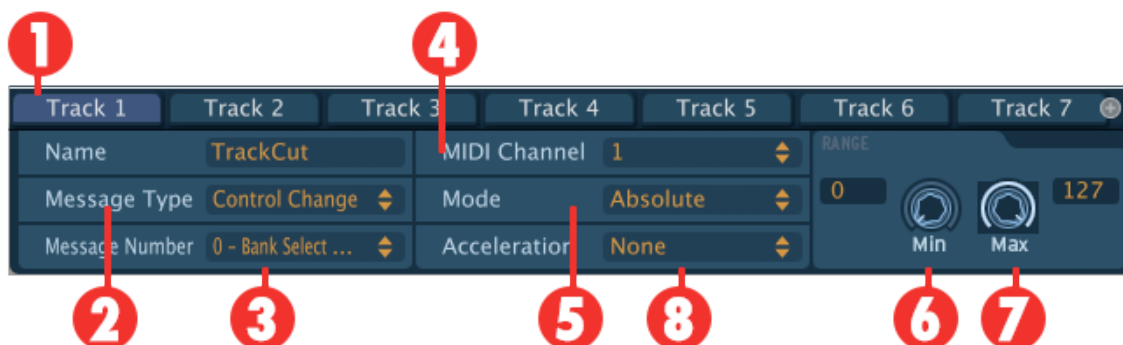 1 4
Track 1 Track 2 Track 3 Track 4 Track 5 Track 6 Track 7
Name TrackCut MIDI Channel 1 RANGE
Message Type Control Change Mode Absolute 0 127
Message Number 0 - Bank Select ... Acceleration None Min Max
2 3 5 8 6 7